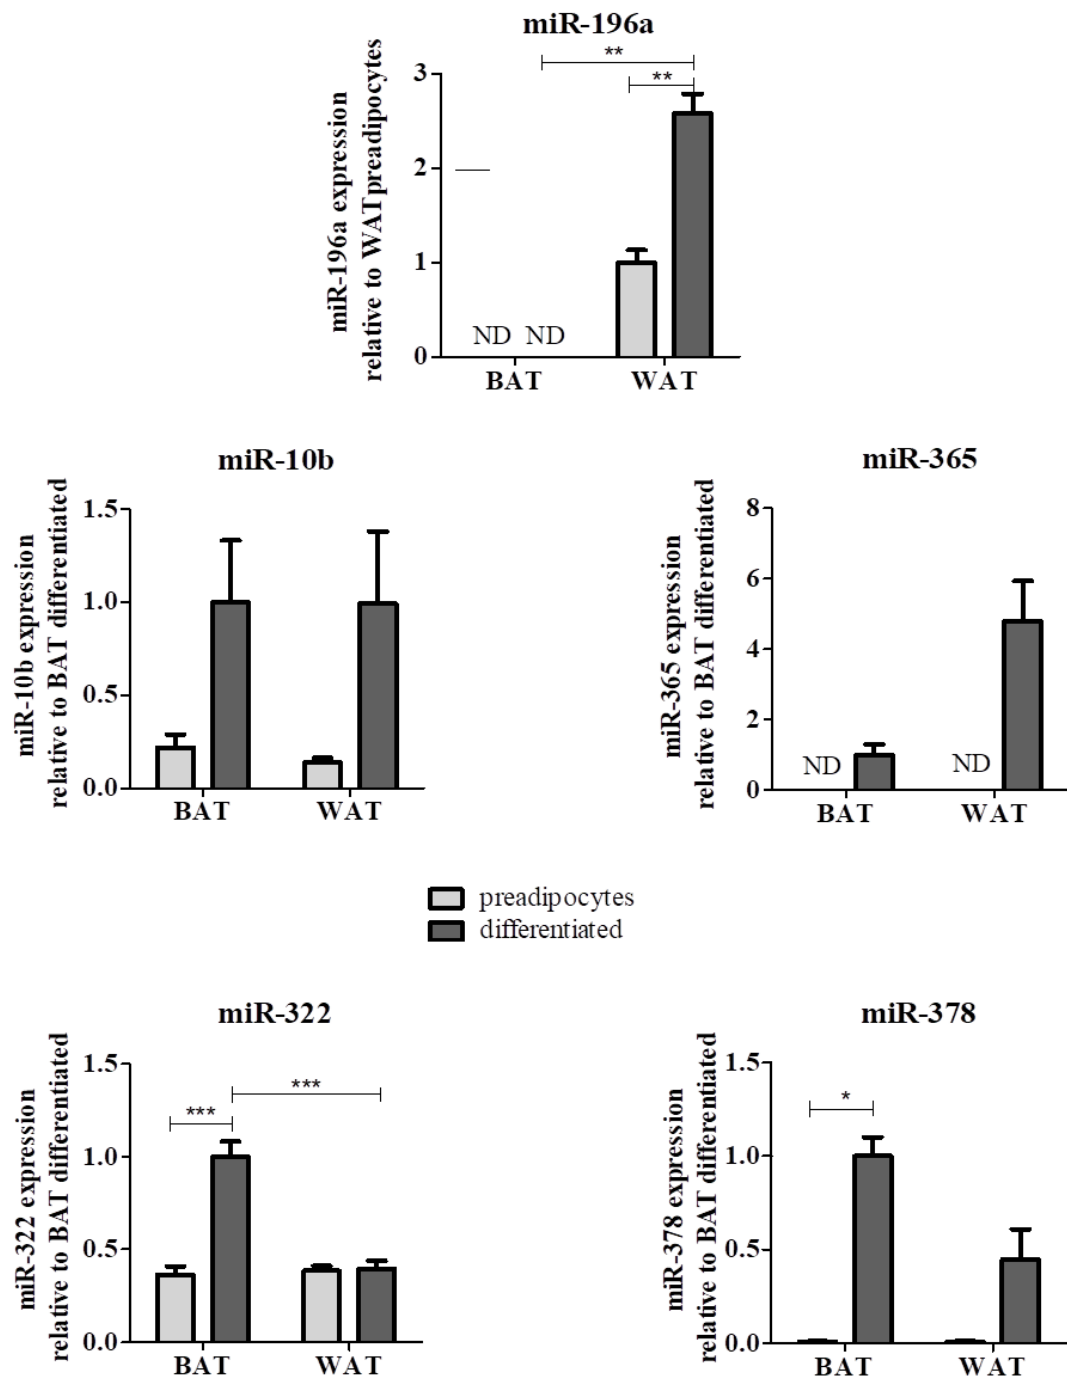 miR-196a
**
**
miR-196a expression
relative to WATpreadipocytes
3
2
1
0
ND ND
BAT WAT
miR-10b
miR-10b expression
relative to BAT differentiated
1.5
1.0
0.5
0.0
BAT WAT
miR-365
miR-365 expression
relative to BAT differentiated
8
6
4
2
0
ND ND
BAT WAT
preadipocytes
differentiated
miR-322
miR-322 expression
relative to BAT differentiated
1.5
1.0
0.5
0.0
***
***
BAT WAT
miR-378
miR-378 expression
relative to BAT differentiated
1.5
1.0
0.5
0.0
*
BAT WAT